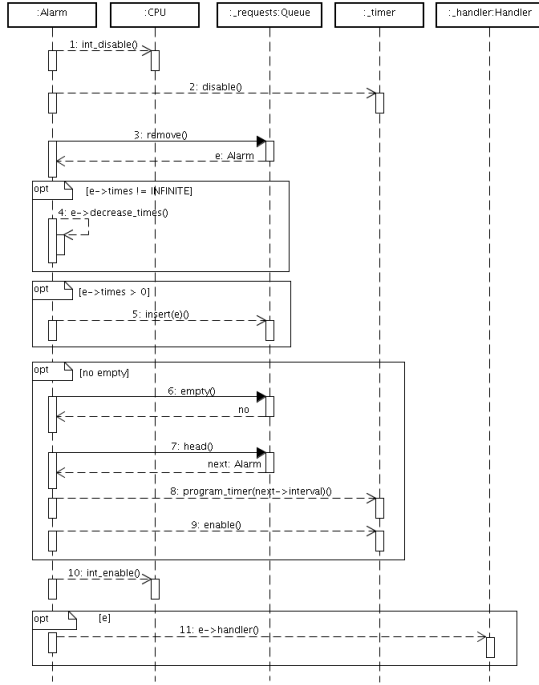 :Alarm
:CPU
:_requests:Queue
:_timer
:_handler:Handler
1: int_disable()
2: disable()
3: remove()
e: Alarm
opt
[e->times != INFINITE]
4: e->decrease_times()
opt
[e->times > 0]
5: insert(e)()
opt
[no empty]
6: empty()
no
7: head()
next: Alarm
8: program_timer(next->interval)()
9: enable()
10: int_enable()
opt
[e]
11: e->handler()